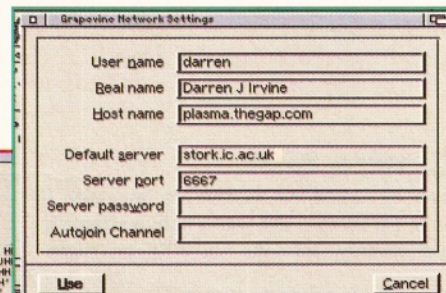 Grapevine Network Settings
User name darren
Real name Darren J Irvine
Host name plasma.thegap.com
Default server stork.ic.ac.uk
Server port 6667
Server password
Autojoin Channel
Use Cancel